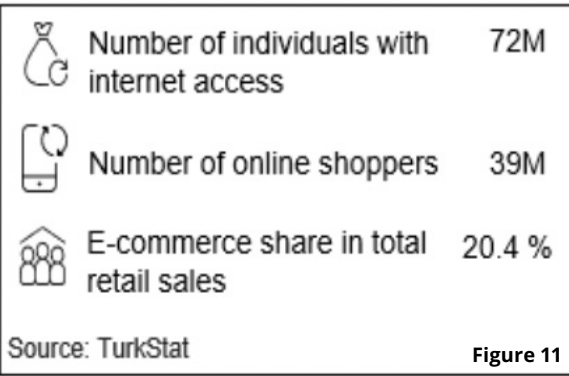 Number of individuals with 72M
internet access
Number of online shoppers 39M
E-commerce share in total 20.4 %
retail sales
Source: TurkStat Figure 11